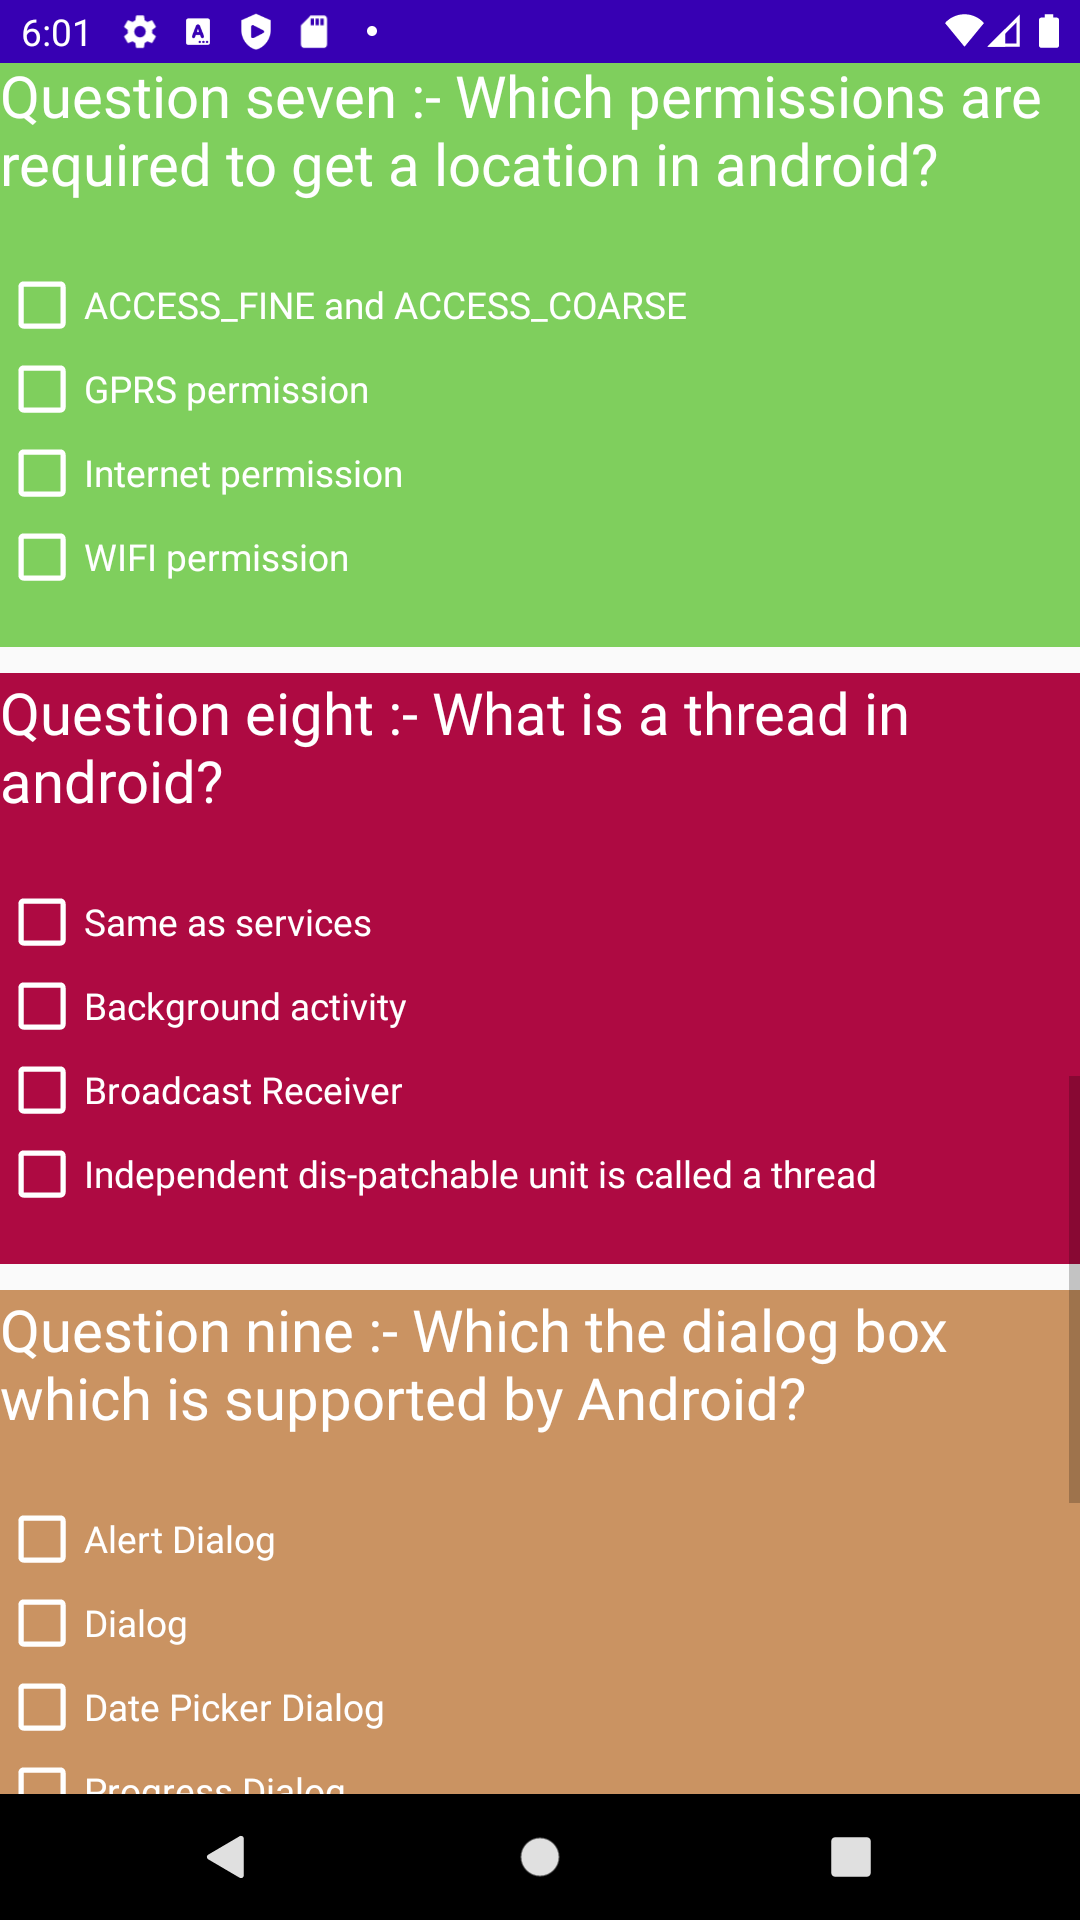 6:01
Question seven :- Which permissions are
required to get a location in android?
ACCESS_FINE and ACCESS_COARSE
GPRS permission
Internet permission
WIFI permission
Question eight :- What is a thread in
android?
Same as services
Background activity
Broadcast Receiver
Independent dis-patchable unit is called a thread
Question nine :- Which the dialog box
which is supported by Android?
Alert Dialog
Dialog
Date Picker Dialog
Progress Dialog